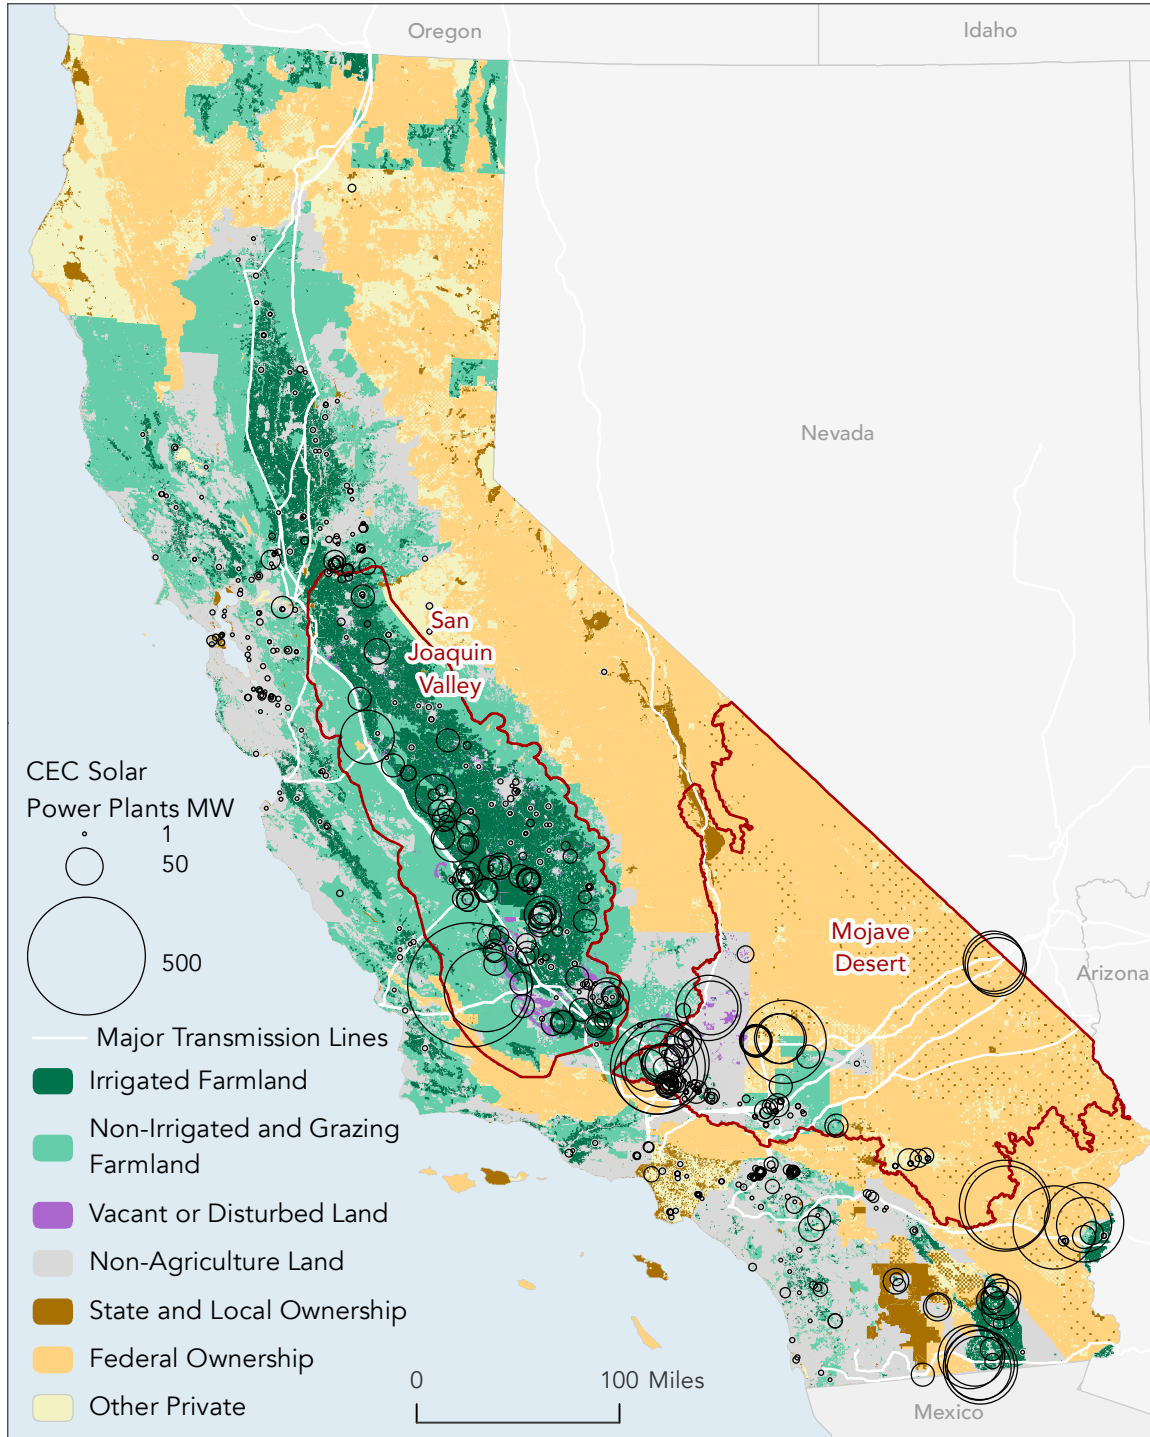 Oregon
Idaho
Nevada
San
Joaquin
Valley
CEC Solar
Power Plants MW
1
50
500
Mojave
Desert
Arizona
Major Transmission Lines
Irrigated Farmland
Non-Irrigated and Grazing
Farmland
Vacant or Disturbed Land
Non-Agriculture Land
State and Local Ownership
Federal Ownership
Other Private
0
100 Miles
Mexico